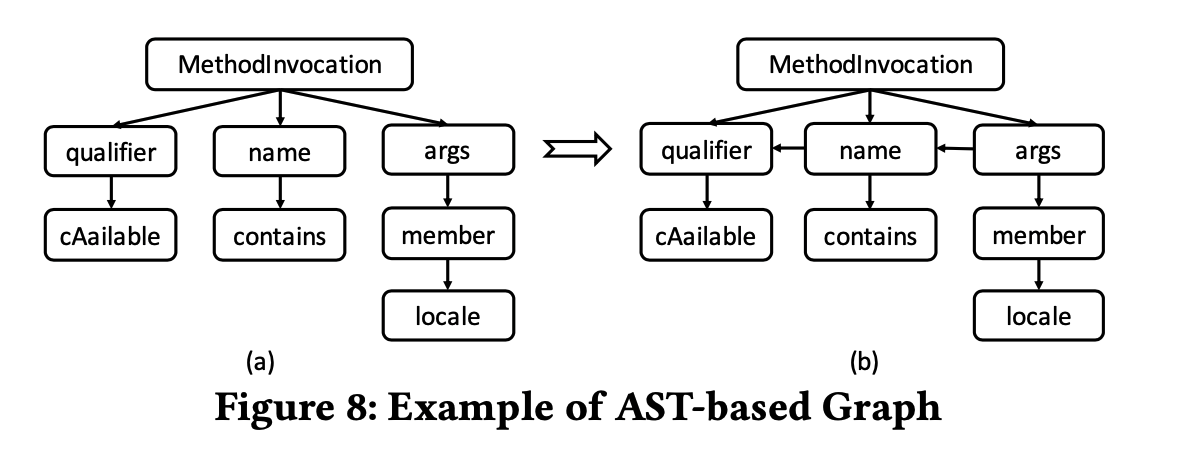 MethodInvocation MethodInvocation
qualifier name args qualifier name args
cAailable contains member cAailable contains member
locale locale
(a) (b)
Figure 8: Example of AST-based Graph